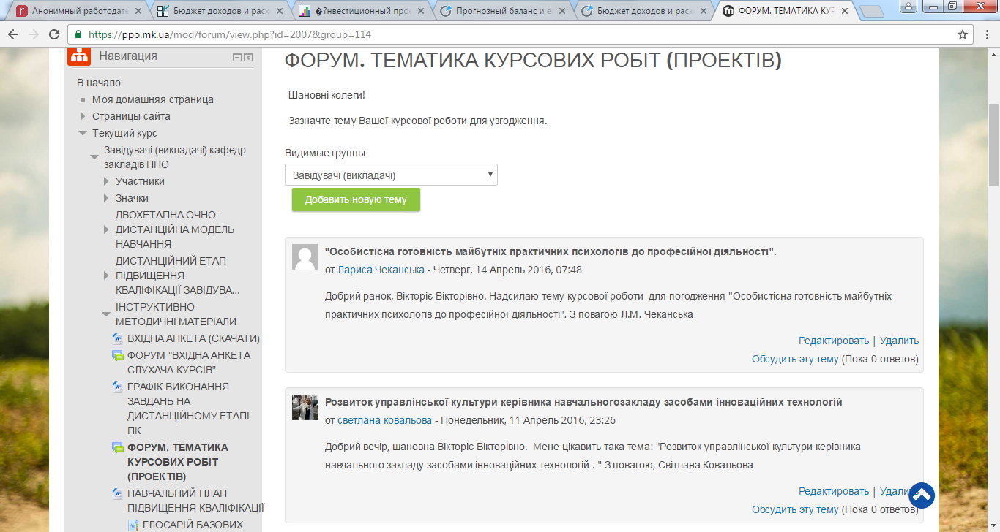 Анонимный работодате
Бюджет доходов и расх
�?нвестиционный прое
Прогнозный баланс и е
Бюджет доходов и расх
ФОРУМ. ТЕМАТИКА КУР
https://ppo.mk.ua/mod/forum/view.php?id=2007&group=114
Навигация
В начало
Моя домашняя страница
Страницы сайта
Текущий курс
Завідувачі (викладачі) кафедр
закладів ППО
Участники
Значки
ДВОХЕТАПНА ОЧНО-
ДИСТАНЦІЙНА МОДЕЛЬ
НАВЧАННЯ
ДИСТАНЦІЙНИЙ ЕТАП
ПІДВИЩЕННЯ
КВАЛІФІКАЦІЇ ЗАВІДУВА...
ІНСТРУКТИВНО-
МЕТОДИЧНІ МАТЕРІАЛИ
ВХІДНА АНКЕТА (СКАЧАТИ)
ФОРУМ "ВХІДНА АНКЕТА
СЛУХАЧА КУРСІВ"
ГРАФІК ВИКОНАННЯ
ЗАВДАНЬ НА
ДИСТАНЦІЙНОМУ ЕТАПІ
ПК
ФОРУМ. ТЕМАТИКА
КУРСОВИХ РОБІТ
(ПРОЕКТІВ)
НАВЧАЛЬНИЙ ПЛАН
ПІДВИЩЕННЯ КВАЛІФІКАЦІЇ
ГЛОСАРІЙ БАЗОВИХ
ФОРУМ. ТЕМАТИКА КУРСОВИХ РОБІТ (ПРОЕКТІВ)
Шановні колеги!
Зазначте тему Вашої курсової роботи для узгодження.
Видимые группы
Завідувачі (викладачі)
Добавить новую тему
"Особистісна готовність майбутніх практичних психологів до професійної діяльності".
от Лариса Чеканська - Четверг, 14 Апрель 2016, 07:48
Добрий ранок, Вікторіє Вікторівно. Надсилаю тему курсової роботи для погодження "Особистісна готовність майбутніх
практичних психологів до професійної діяльності". З повагою Л.М. Чеканська
Редактировать | Удалить
Обсудить эту тему (Пока 0 ответов)
Розвиток управлінської культури керівника навчальногозакладу засобами інноваційних технологій
от светлана ковальова - Понедельник, 11 Апрель 2016, 23:26
Добрий вечір, шановна Вікторіє Вікторівно. Мене цікавить така тема: "Розвиток управлінської культури керівника
навчального закладу засобами інноваційних технологій . " З повагою, Світлана Ковальова
Редактировать | Удали
Обсудить эту тему (Пока 0 ответов)